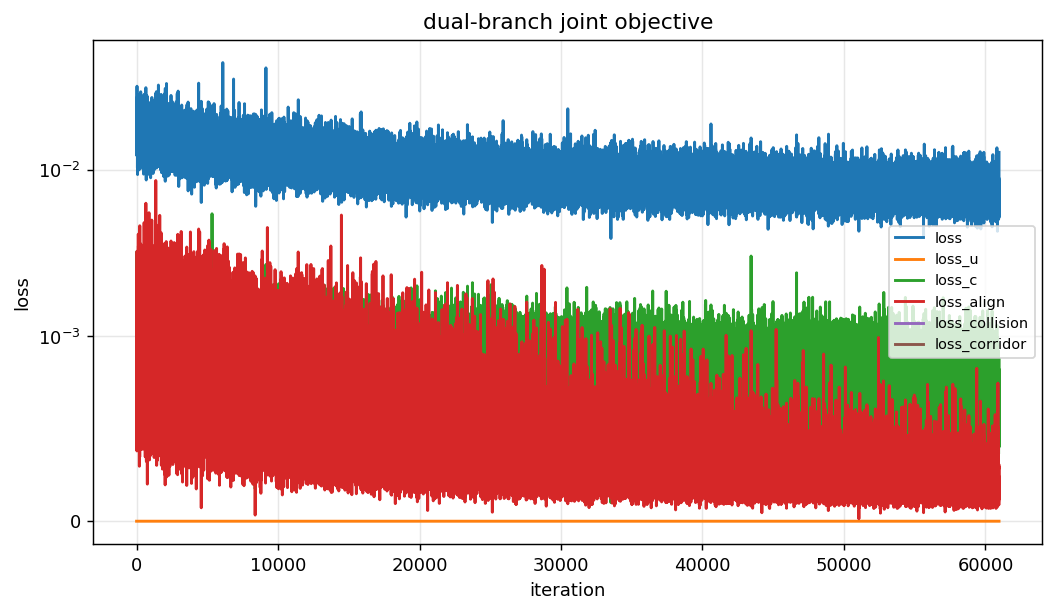 dual-branch joint objective
loss
10⁻²
10⁻³
0
loss
loss_u
loss_c
loss_align
loss_collision
loss_corridor
0 10000 20000 30000 40000 50000 60000
iteration